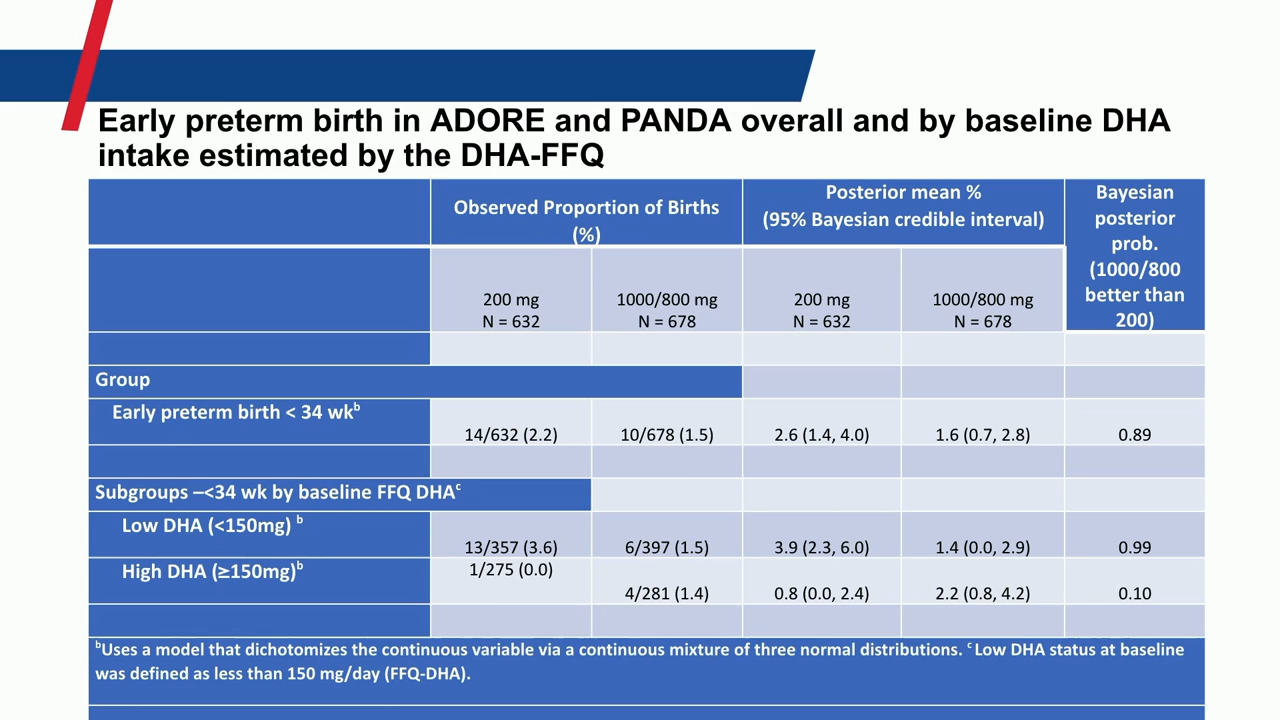 Early preterm birth in ADORE and PANDA overall and by baseline DHA
intake estimated by the DHA-FFQ
Observed Proportion of Births
(%)
Posterior mean %
(95% Bayesian credible interval)
Bayesian
posterior
prob.
(1000/800
better than
200)
200 mg
N = 632
1000/800 mg
N = 678
200 mg
N = 632
1000/800 mg
N = 678
Group
Early preterm birth < 34 wkᵇ
14/632 (2.2) 10/678 (1.5) 2.6 (1.4, 4.0) 1.6 (0.7, 2.8) 0.89
Subgroups –<34 wk by baseline FFQ DHAᶜ
Low DHA (<150mg) ᵇ
13/357 (3.6) 6/397 (1.5) 3.9 (2.3, 6.0) 1.4 (0.0, 2.9) 0.99
High DHA (≥150mg)ᵇ
1/275 (0.0)
4/281 (1.4) 0.8 (0.0, 2.4) 2.2 (0.8, 4.2) 0.10
ᵇUses a model that dichotomizes the continuous variable via a continuous mixture of three normal distributions. ᶜ Low DHA status at baseline
was defined as less than 150 mg/day (FFQ-DHA).